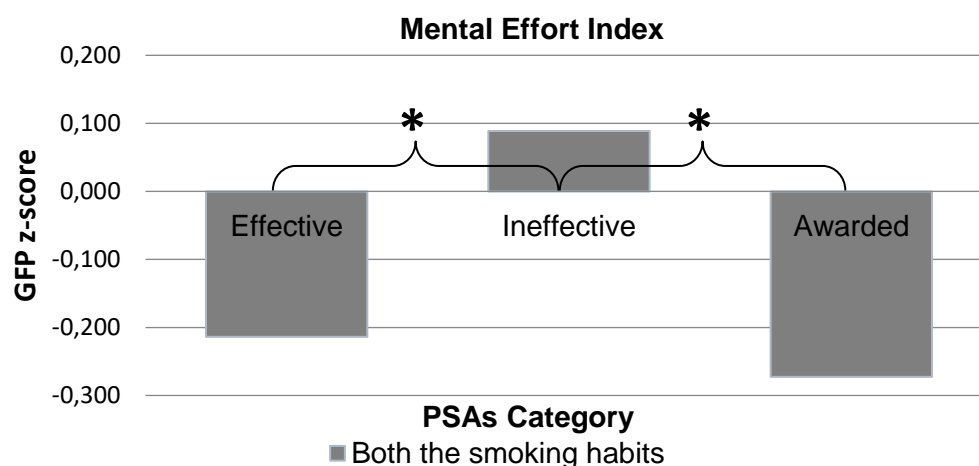 Mental Effort Index
0,200
0,100
0,000
-0,100
-0,200
-0,300
GFP z-score
* *
Effective Ineffective Awarded
PSAs Category
Both the smoking habits